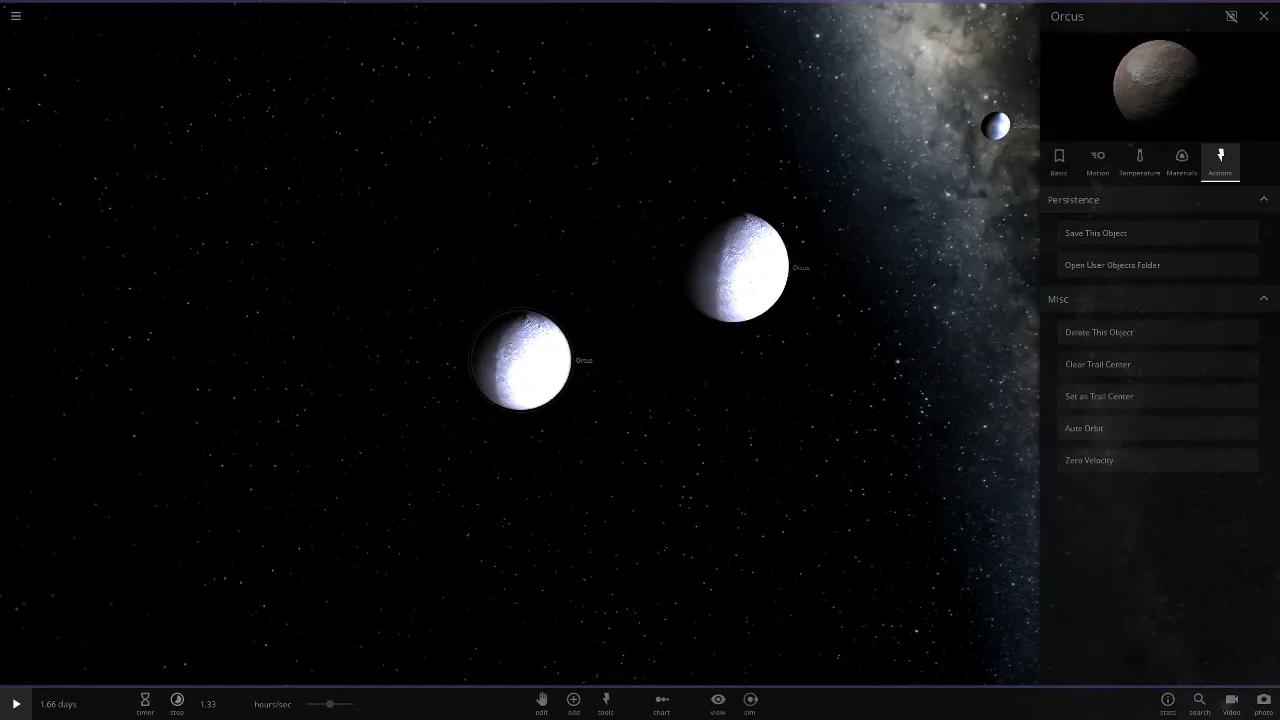 Orcus
Basic
Motion
Temperature
Materials
Actions
Persistence
Save This Object
Open User Objects Folder
Misc
Delete This Object
Clear Trail Center
Set as Trail Center
Auto Orbit
Zero Velocity
Orcus
Orcus
1.66 days
timer
step
1.33
hours/sec
edit
add
tools
chart
view
sim
stats
search
video
photo